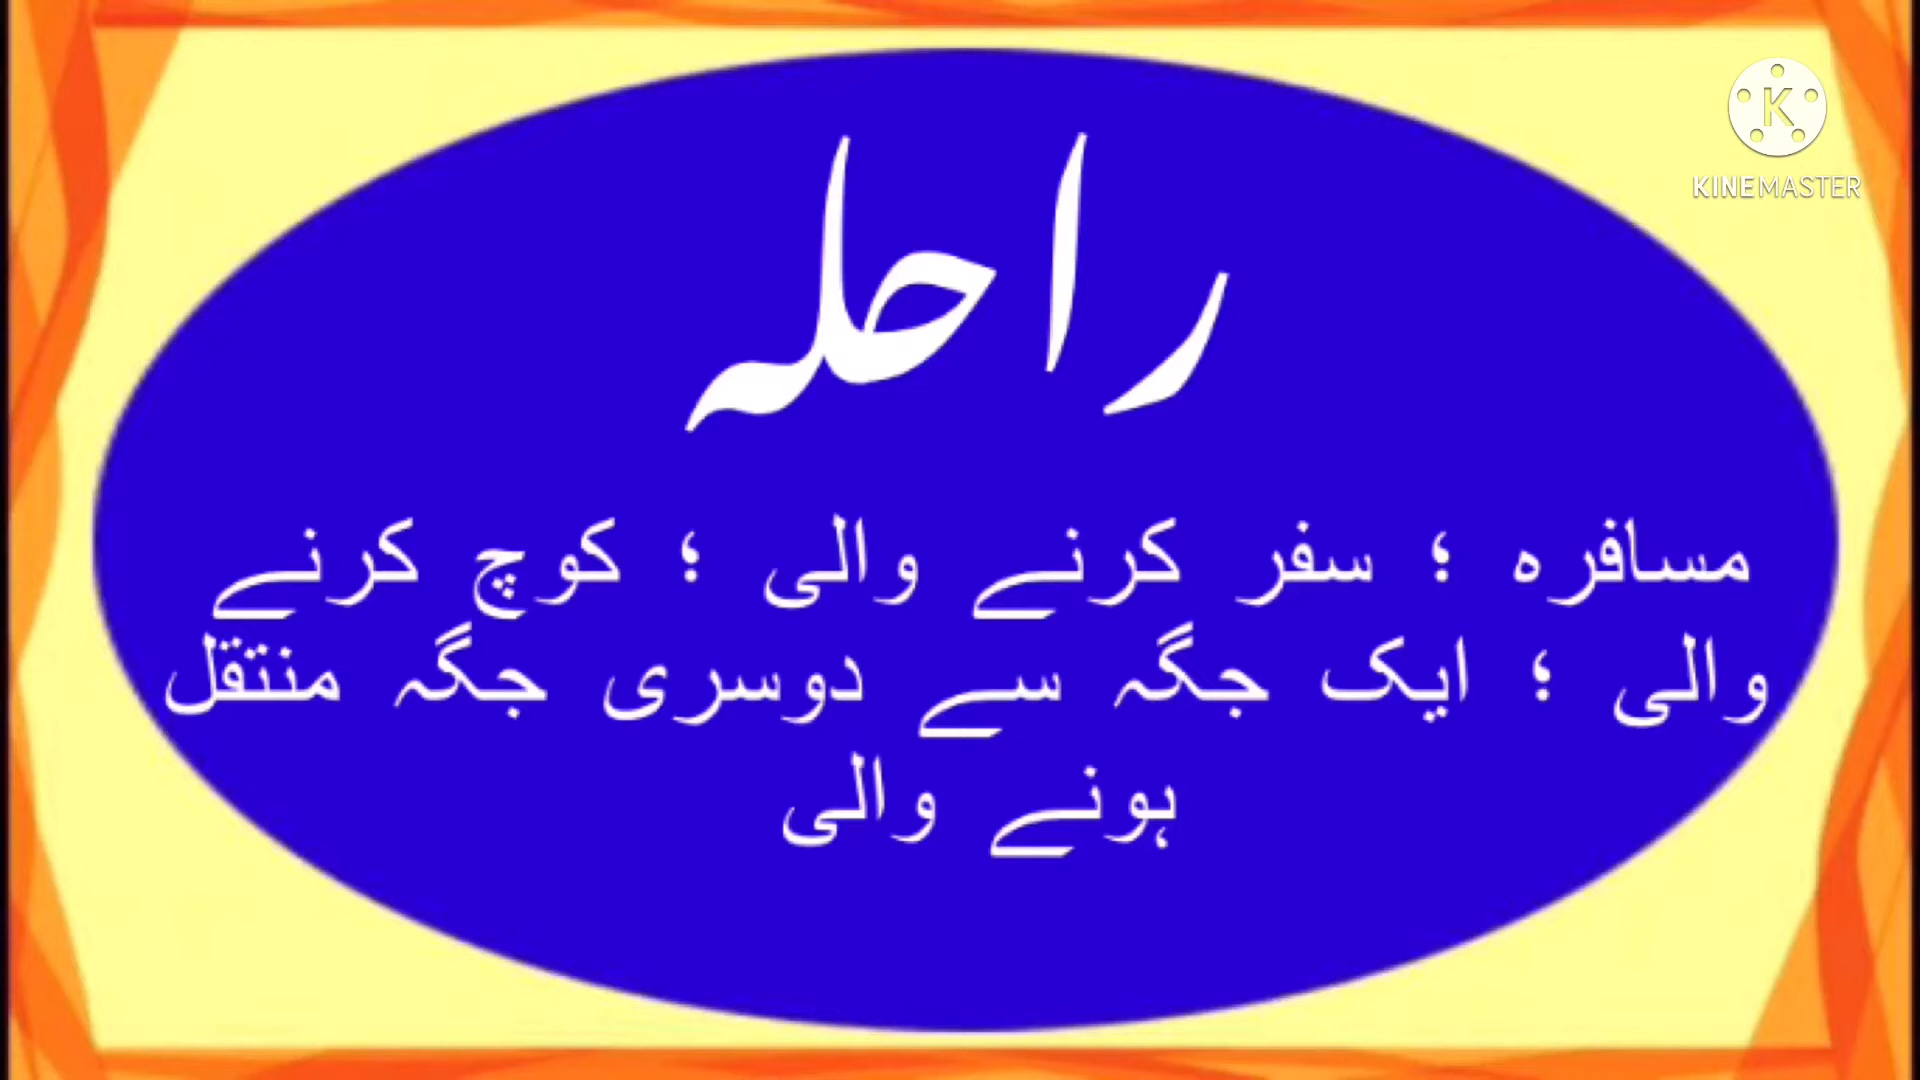 راحلہ
مسافرہ ؛ سفر کرنے والی ؛ کوچ کرنے
والی ؛ ایک جگہ سے دوسری جگہ منتقل
ہونے والی
K
KINEMASTER